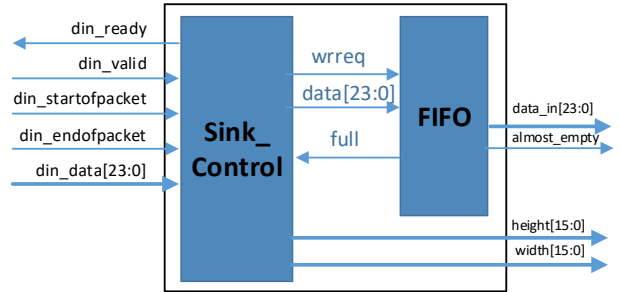 din_ready
din_valid
din_startofpacket
din_endofpacket
din_data[23:0]
Sink_
Control
wrreq
data[23:0]
full
FIFO
data_in[23:0]
almost_empty
height[15:0]
width[15:0]